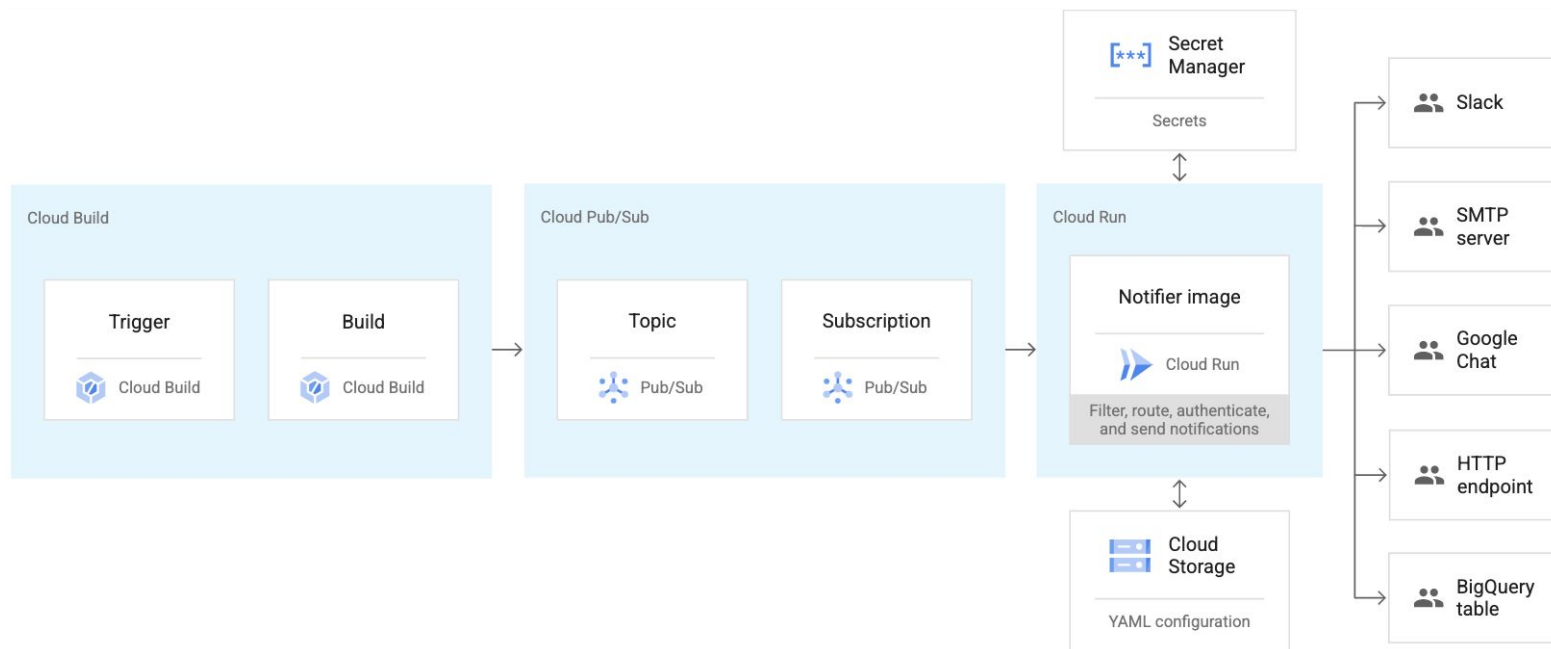 Cloud Build
Trigger
Cloud Build
Build
Cloud Build
Cloud Pub/Sub
Topic
Pub/Sub
Subscription
Pub/Sub
[***]
Secret
Manager
Secrets
Cloud Run
Notifier image
Cloud Run
Filter, route, authenticate,
and send notifications
Cloud
Storage
YAML configuration
Slack
SMTP
server
Google
Chat
HTTP
endpoint
BigQuery
table